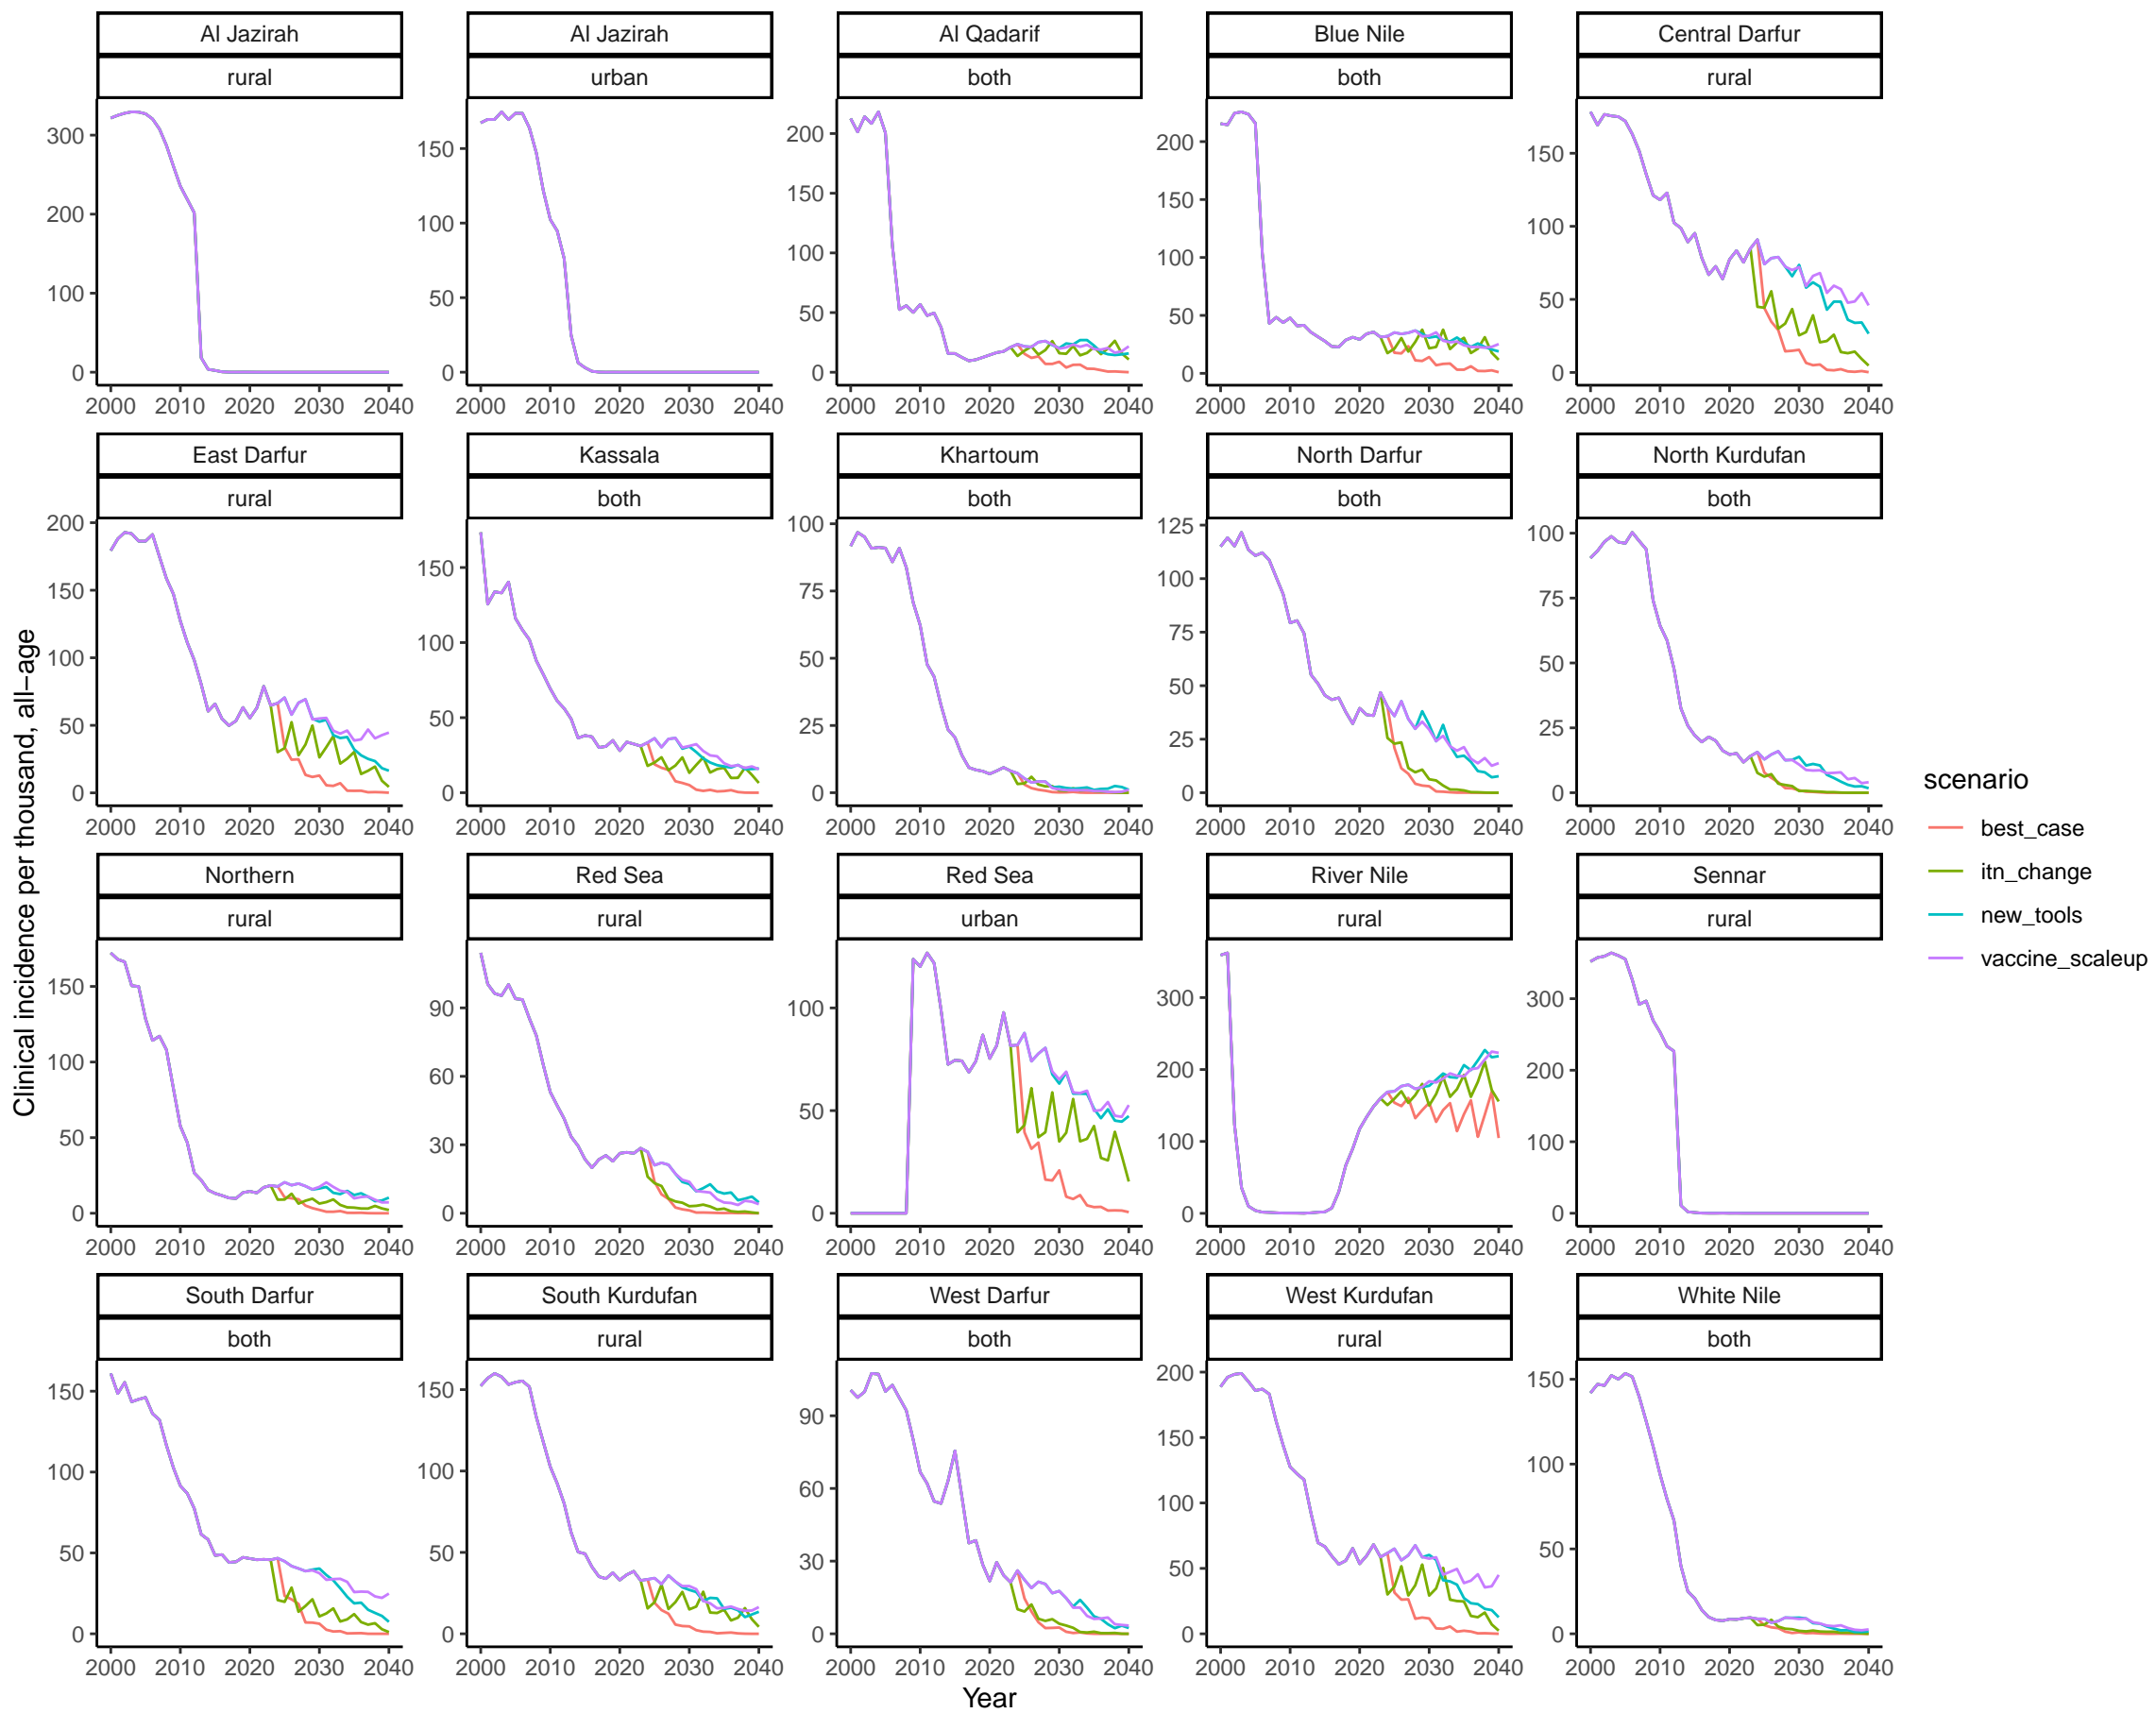 Al Jazirah
rural
Al Jazirah
urban
Al Qadarif
both
Blue Nile
both
Central Darfur
rural
300
200
100
0
150
100
50
0
200
150
100
50
0
200
150
100
50
0
150
100
50
0
2000 2010 2020 2030 2040
2000 2010 2020 2030 2040
2000 2010 2020 2030 2040
2000 2010 2020 2030 2040
2000 2010 2020 2030 2040
East Darfur
rural
Kassala
both
Khartoum
both
North Darfur
both
North Kurdufan
both
200
150
100
50
0
150
100
50
0
100
75
50
25
0
125
100
75
50
25
0
100
75
50
25
0
2000 2010 2020 2030 2040
2000 2010 2020 2030 2040
2000 2010 2020 2030 2040
2000 2010 2020 2030 2040
2000 2010 2020 2030 2040
Northern
rural
Red Sea
rural
Red Sea
urban
River Nile
rural
Sennar
rural
150
100
50
0
90
60
30
0
100
50
0
300
200
100
0
300
200
100
0
2000 2010 2020 2030 2040
2000 2010 2020 2030 2040
2000 2010 2020 2030 2040
2000 2010 2020 2030 2040
2000 2010 2020 2030 2040
South Darfur
both
South Kurdufan
rural
West Darfur
both
West Kurdufan
rural
White Nile
both
150
100
50
0
150
100
50
0
90
60
30
0
200
150
100
50
0
150
100
50
0
2000 2010 2020 2030 2040
2000 2010 2020 2030 2040
2000 2010 2020 2030 2040
2000 2010 2020 2030 2040
2000 2010 2020 2030 2040
Year
Clinical incidence per thousand, all−age
scenario
best_case
itn_change
new_tools
vaccine_scaleup